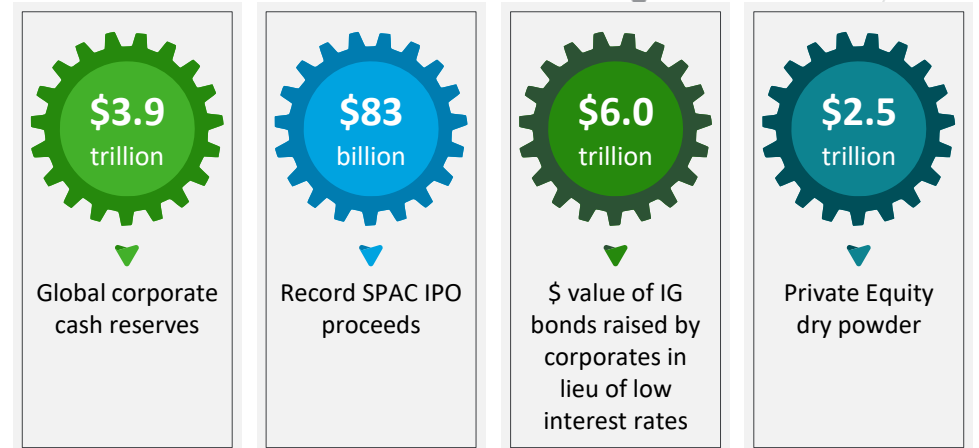 $3.9
trillion
Global corporate
cash reserves
$83
billion
Record SPAC IPO
proceeds
$6.0
trillion
$ value of IG
bonds raised by
corporates in
lieu of low
interest rates
$2.5
trillion
Private Equity
dry powder